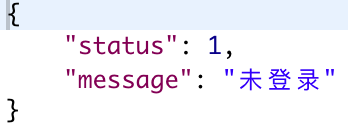 {
    "status": 1,
    "message": "未登录"
}